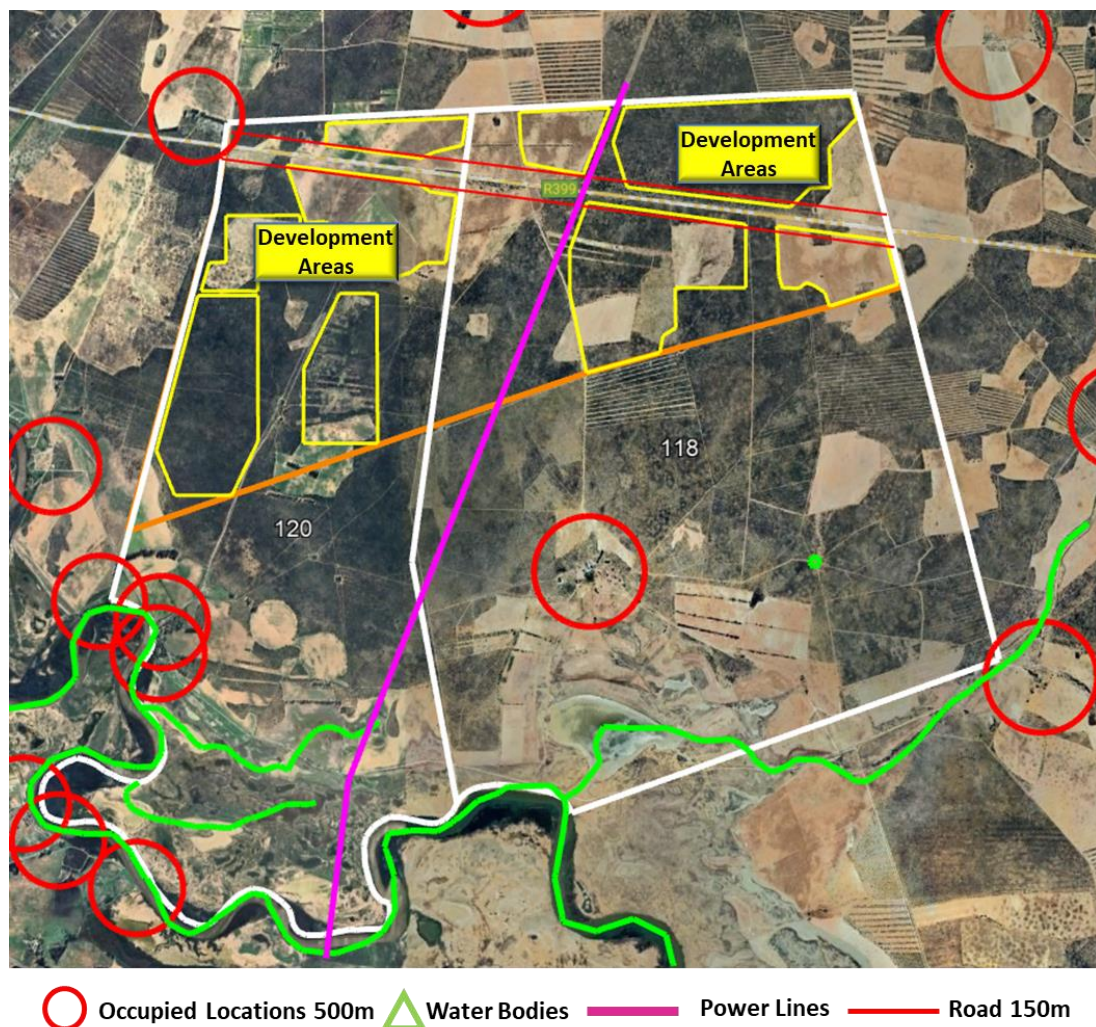 Development
Areas
R399
Development
Areas
118
120
Occupied Locations 500m Water Bodies Power Lines Road 150m